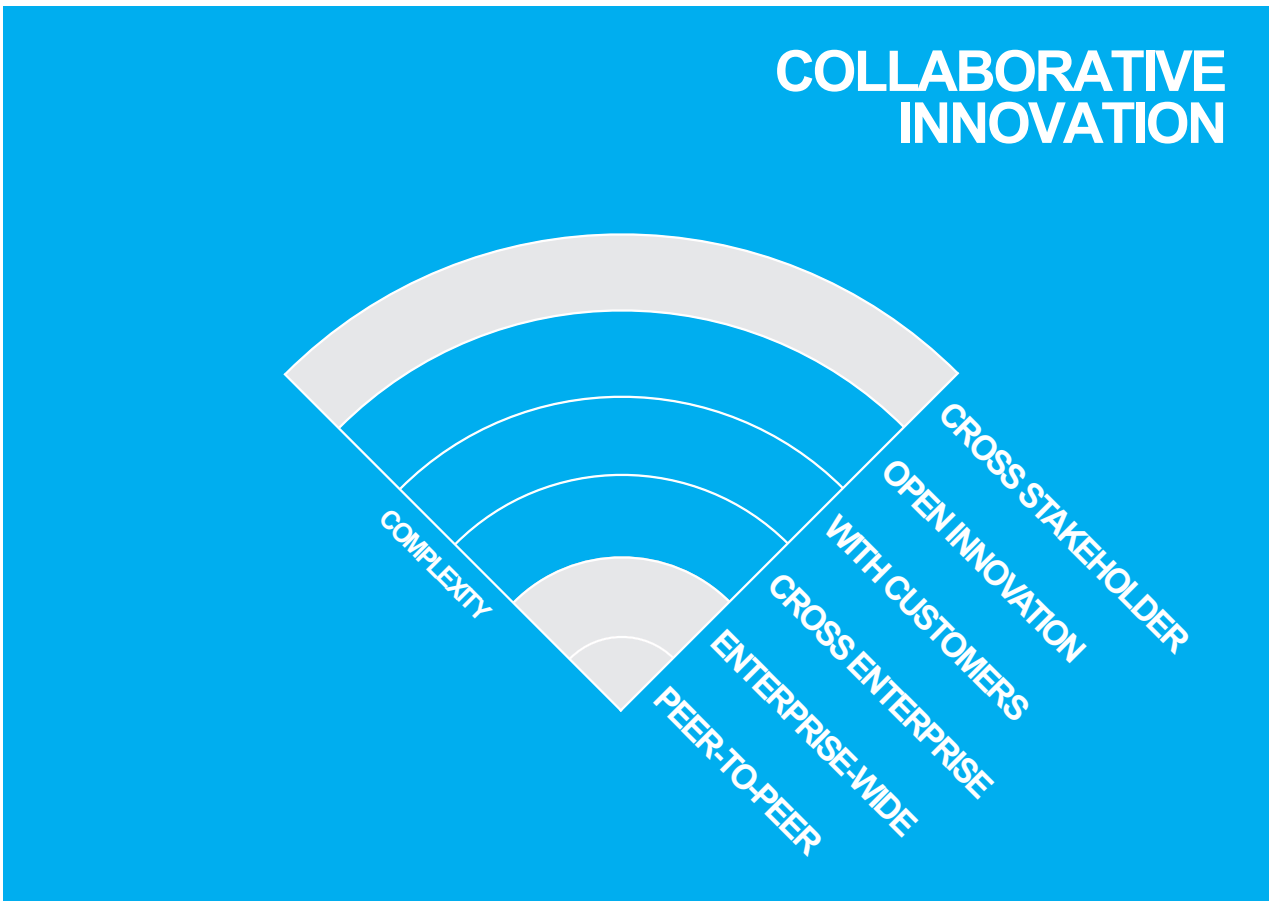 COLLABORATIVE
INNOVATION
CROSS STAKEHOLDER
OPEN INNOVATION
WITH CUSTOMERS
CROSS ENTERPRISE
ENTERPRISE-WIDE
PEER-TO-PEER
COMPLEXITY